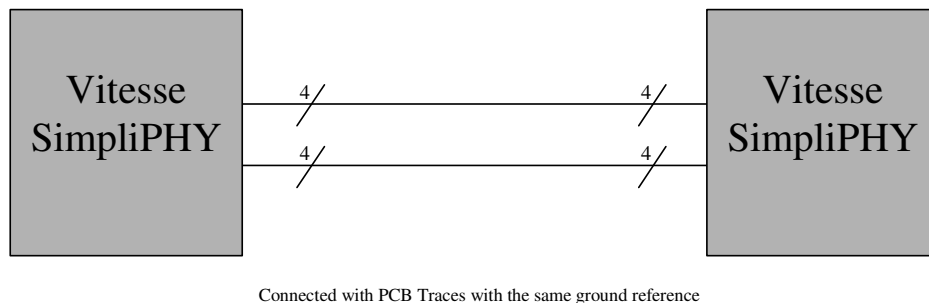 Vitesse
SimpliPHY
4
4
4
4
Vitesse
SimpliPHY
Connected with PCB Traces with the same ground reference